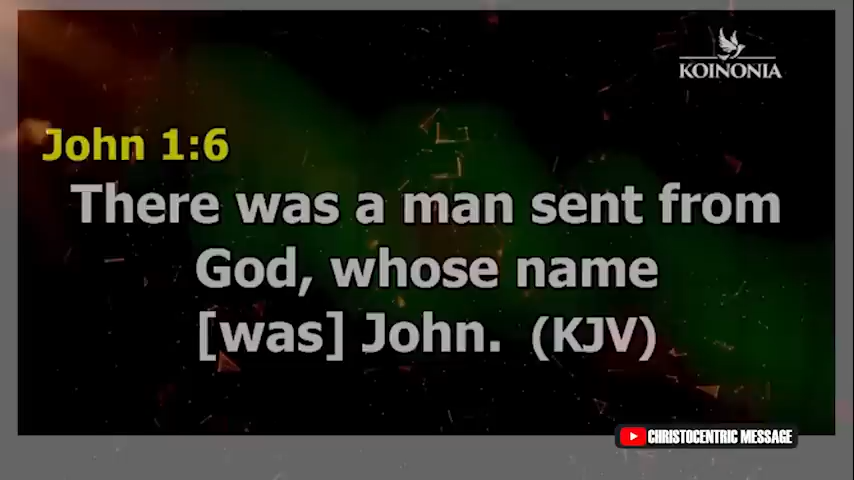 KOINONIA
John 1:6
There was a man sent from
God, whose name
[was] John. (KJV)
CHRISTOCENTRIC MESSAGE